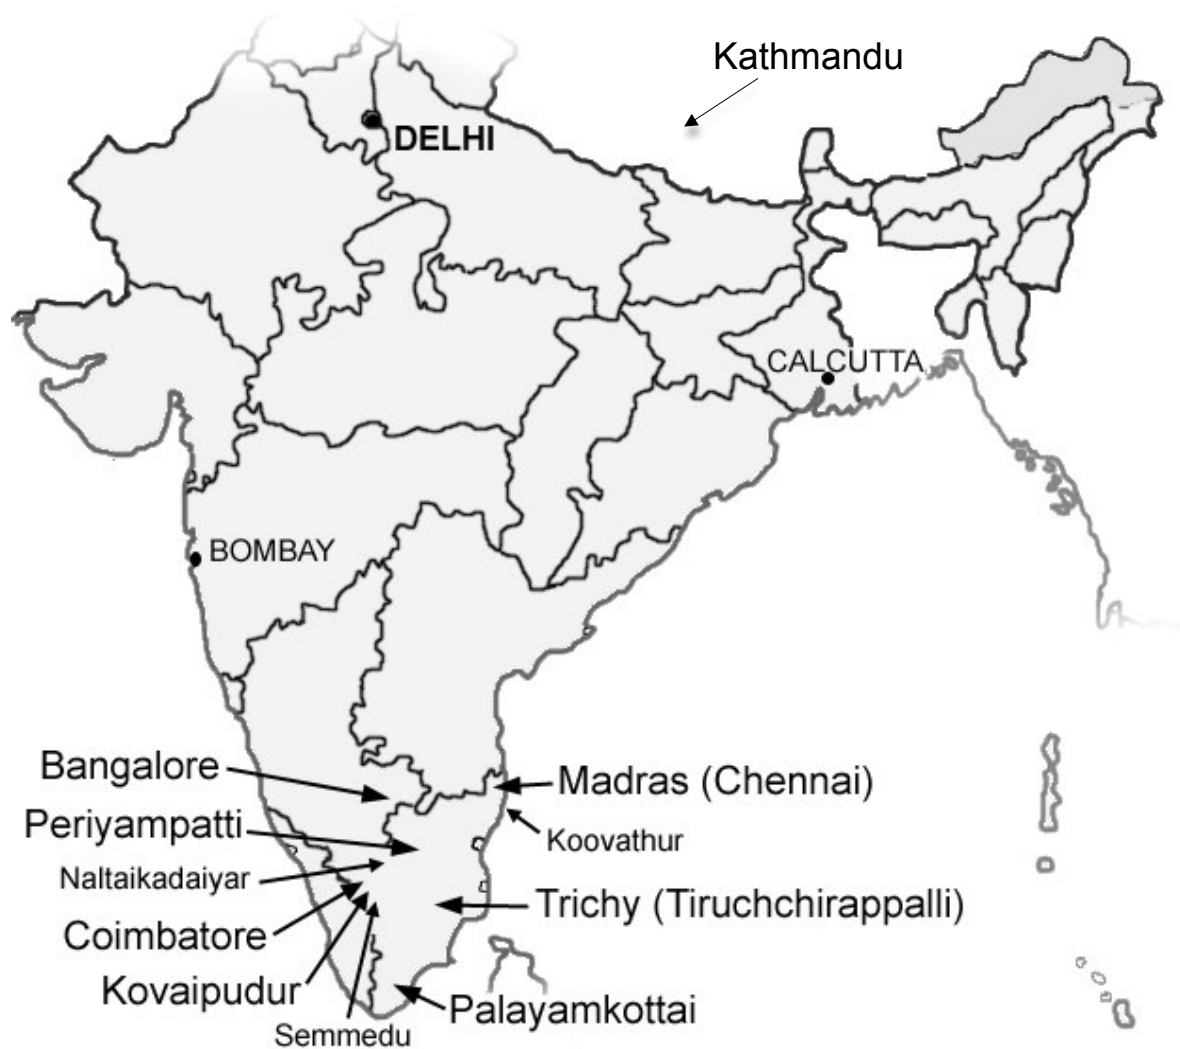 Kathmandu
DELHI
CALCUTTA
BOMBAY
Bangalore
Madras (Chennai)
Periyampatti
Koovathur
Naltaikadaiyar
Trichy (Tiruchchirappalli)
Coimbatore
Kovaipudur
Palayamkottai
Semmedu